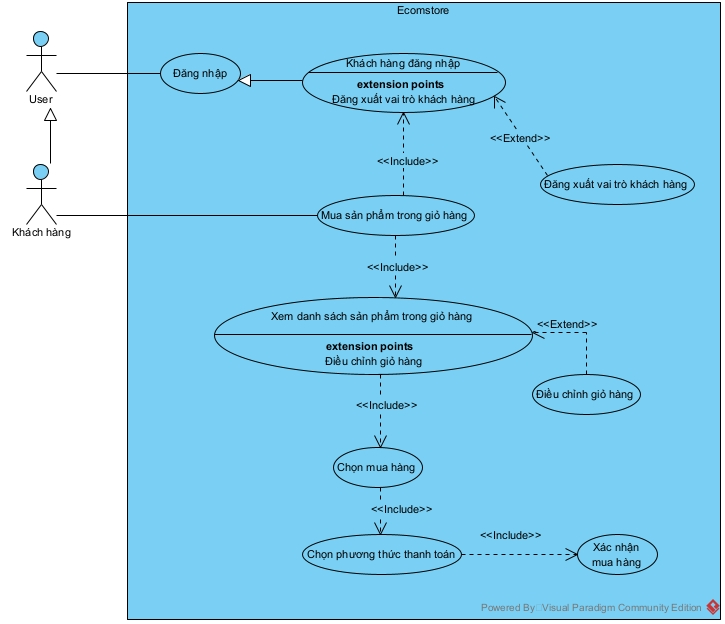 Ecomstore
Khách hàng đăng nhập
Đăng nhập
extension points
User
Đăng xuất vai trò khách hàng
<<Extend>>
<<Include>>
Đăng xuất vai trò khách hàng
Mua sản phẩm trong giỏ hàng
Khách hàng
<<Include>>
Xem danh sách sản phẩm trong giỏ hàng
<<Extend>>
extension points
Điều chỉnh giỏ hàng
Điều chỉnh giỏ hàng
<<Include>>
Chọn mua hàng
<<Include>>
<<Include>>
Chọn phương thức thanh toán
Xác nhận
mua hàng
Powered By: Visual Paradigm Community Edition